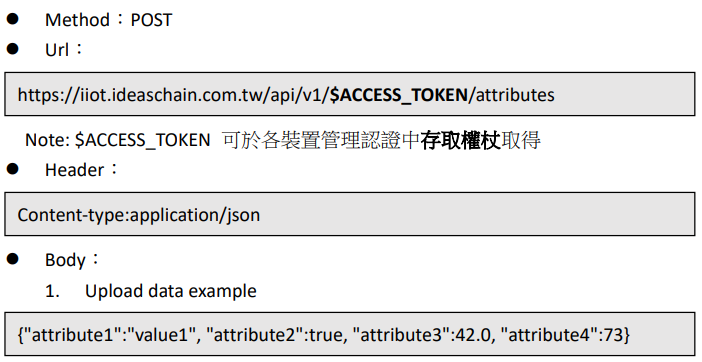 ● Method：POST
● Url：
https://iiot.ideaschain.com.tw/api/v1/$ACCESS_TOKEN/attributes
Note: $ACCESS_TOKEN 可於各裝置管理認證中存取權杖取得
● Header：
Content-type:application/json
● Body：
1. Upload data example
{"attribute1":"value1", "attribute2":true, "attribute3":42.0, "attribute4":73}